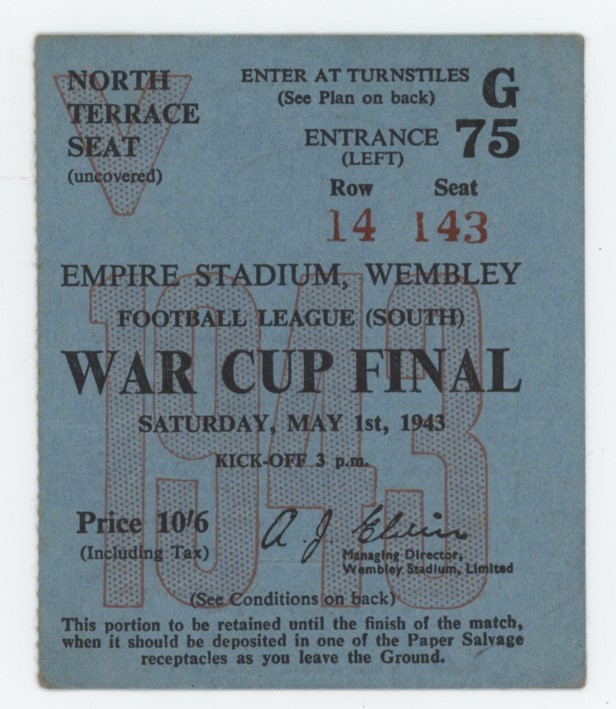 NORTH
TERRACE
SEAT
(uncovered)
V
ENTER AT TURNSTILES G
(See Plan on back)
ENTRANCE 75
(LEFT)
Row Seat
14 143
EMPIRE STADIUM, WEMBLEY
FOOTBALL LEAGUE (SOUTH)
WAR CUP FINAL
SATURDAY, MAY 1st, 1943
KICK-OFF 3 p.m.
1943
Price 10'6
(Including Tax)
A. J. Elvin
Managing Director,
Wembley Stadium, Limited
(See Conditions on back)
This portion to be retained until the finish of the match,
when it should be deposited in one of the Paper Salvage
receptacles as you leave the Ground.